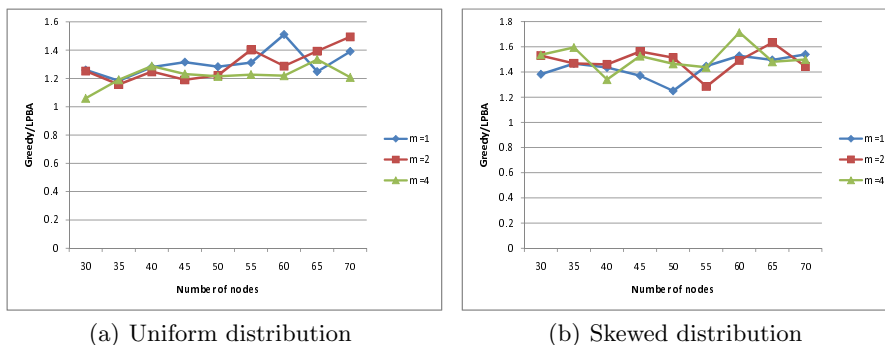 1.6
1.4
1.2
1
0.8
0.6
0.4
0.2
0
Greedy/LPBA
30 35 40 45 50 55 60 65 70
Number of nodes
m=1
m=2
m=4
(a) Uniform distribution
1.8
1.6
1.4
1.2
1
0.8
0.6
0.4
0.2
0
Greedy/LPBA
30 35 40 45 50 55 60 65 70
Number of nodes
m=1
m=2
m=4
(b) Skewed distribution